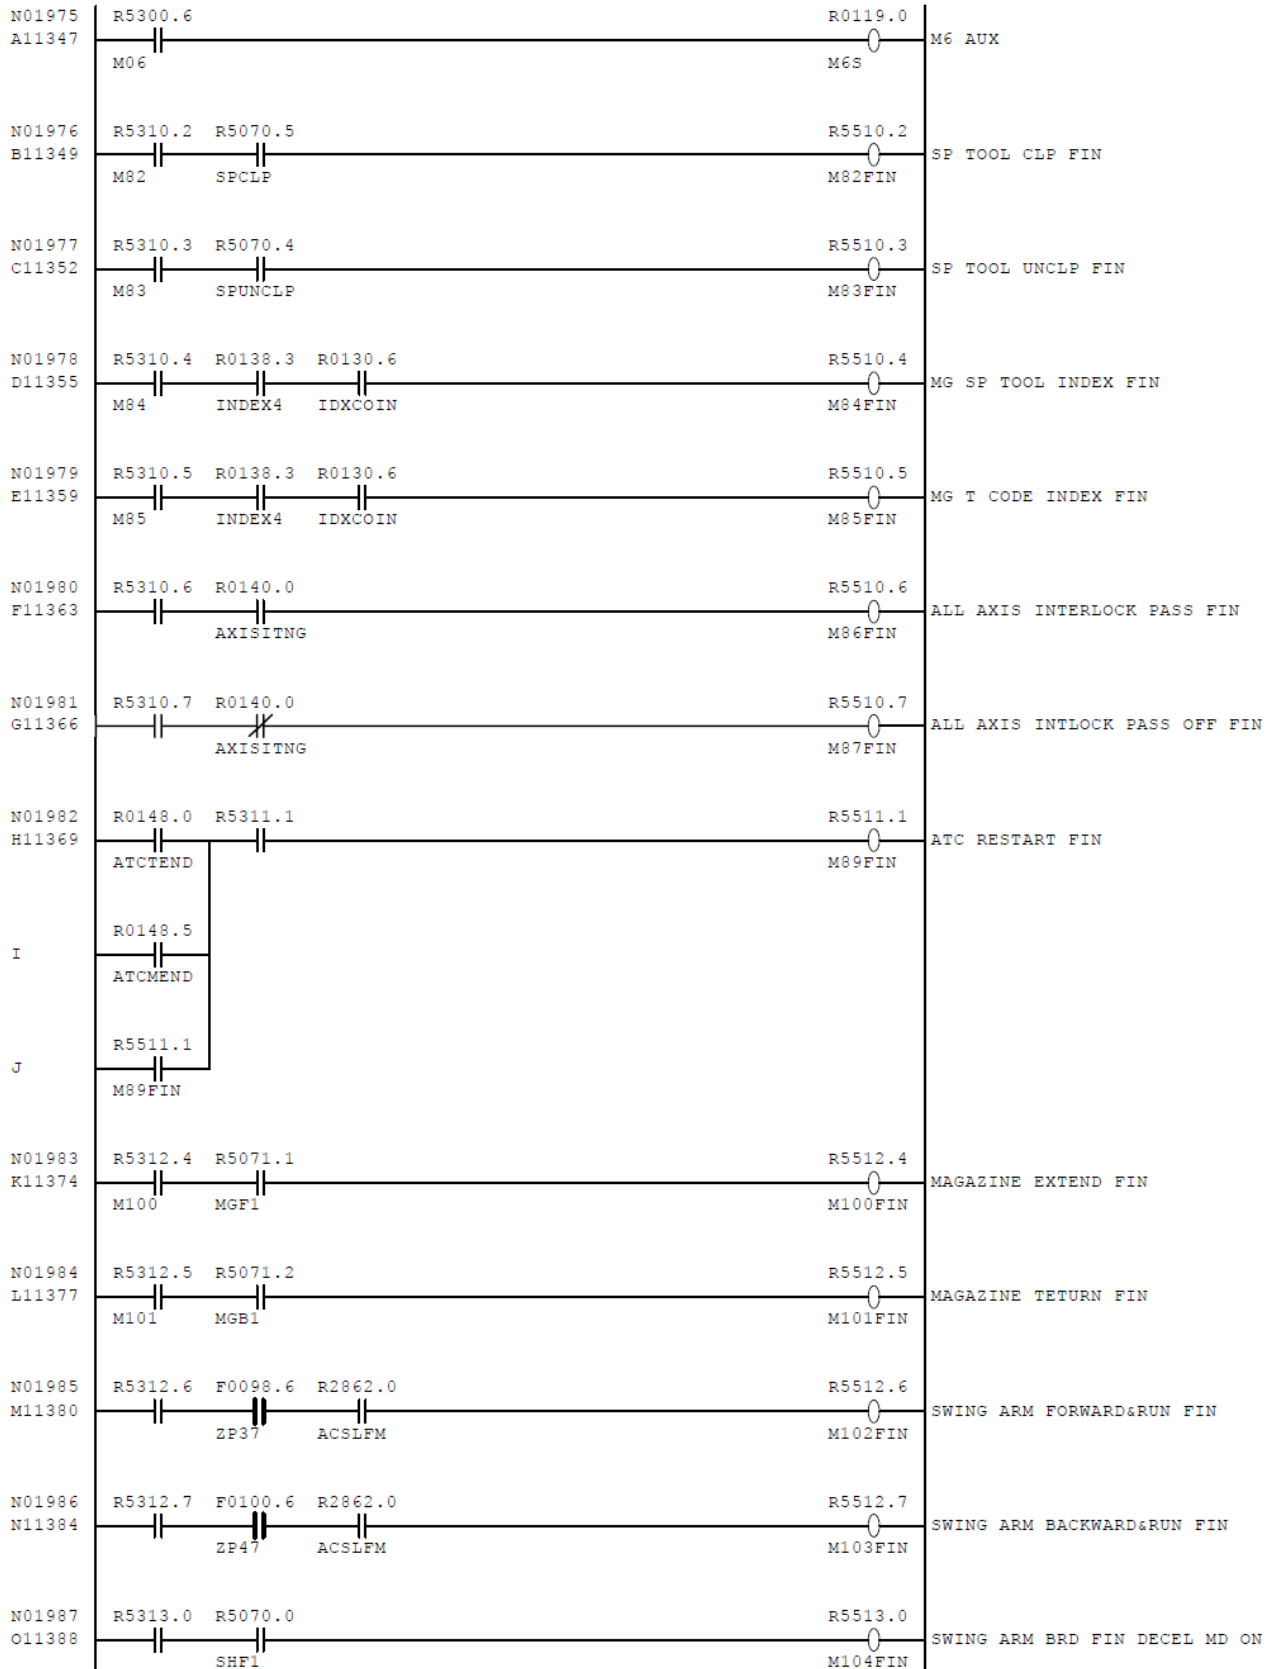 N01975 R5300.6 R0119.0
A11347 M6 AUX
M06 M6S
N01976 R5310.2 R5070.5 R5510.2
B11349 SP TOOL CLP FIN
M82 SPCLP M82FIN
N01977 R5310.3 R5070.4 R5510.3
C11352 SP TOOL UNCLP FIN
M83 SPUNCLP M83FIN
N01978 R5310.4 R0138.3 R0130.6 R5510.4
D11355 MG SP TOOL INDEX FIN
M84 INDEX4 IDXCOIN M84FIN
N01979 R5310.5 R0138.3 R0130.6 R5510.5
E11359 MG T CODE INDEX FIN
M85 INDEX4 IDXCOIN M85FIN
N01980 R5310.6 R0140.0 R5510.6
F11363 ALL AXIS INTERLOCK PASS FIN
AXISITNG M86FIN
N01981 R5310.7 R0140.0 R5510.7
G11366 ALL AXIS INTLOCK PASS OFF FIN
AXISITNG M87FIN
N01982 R0148.0 R5311.1 R5511.1
H11369 ATC RESTART FIN
ATCTEND M89FIN
R0148.5
I
ATCMEND
R5511.1
J
M89FIN
N01983 R5312.4 R5071.1 R5512.4
K11374 MAGAZINE EXTEND FIN
M100 MGF1 M100FIN
N01984 R5312.5 R5071.2 R5512.5
L11377 MAGAZINE TETURN FIN
M101 MGB1 M101FIN
N01985 R5312.6 F0098.6 R2862.0 R5512.6
M11380 SWING ARM FORWARD&RUN FIN
ZP37 ACSLFM M102FIN
N01986 R5312.7 F0100.6 R2862.0 R5512.7
N11384 SWING ARM BACKWARD&RUN FIN
ZP47 ACSLFM M103FIN
N01987 R5313.0 R5070.0 R5513.0
O11388 SWING ARM BRD FIN DECEL MD ON
SHF1 M104FIN